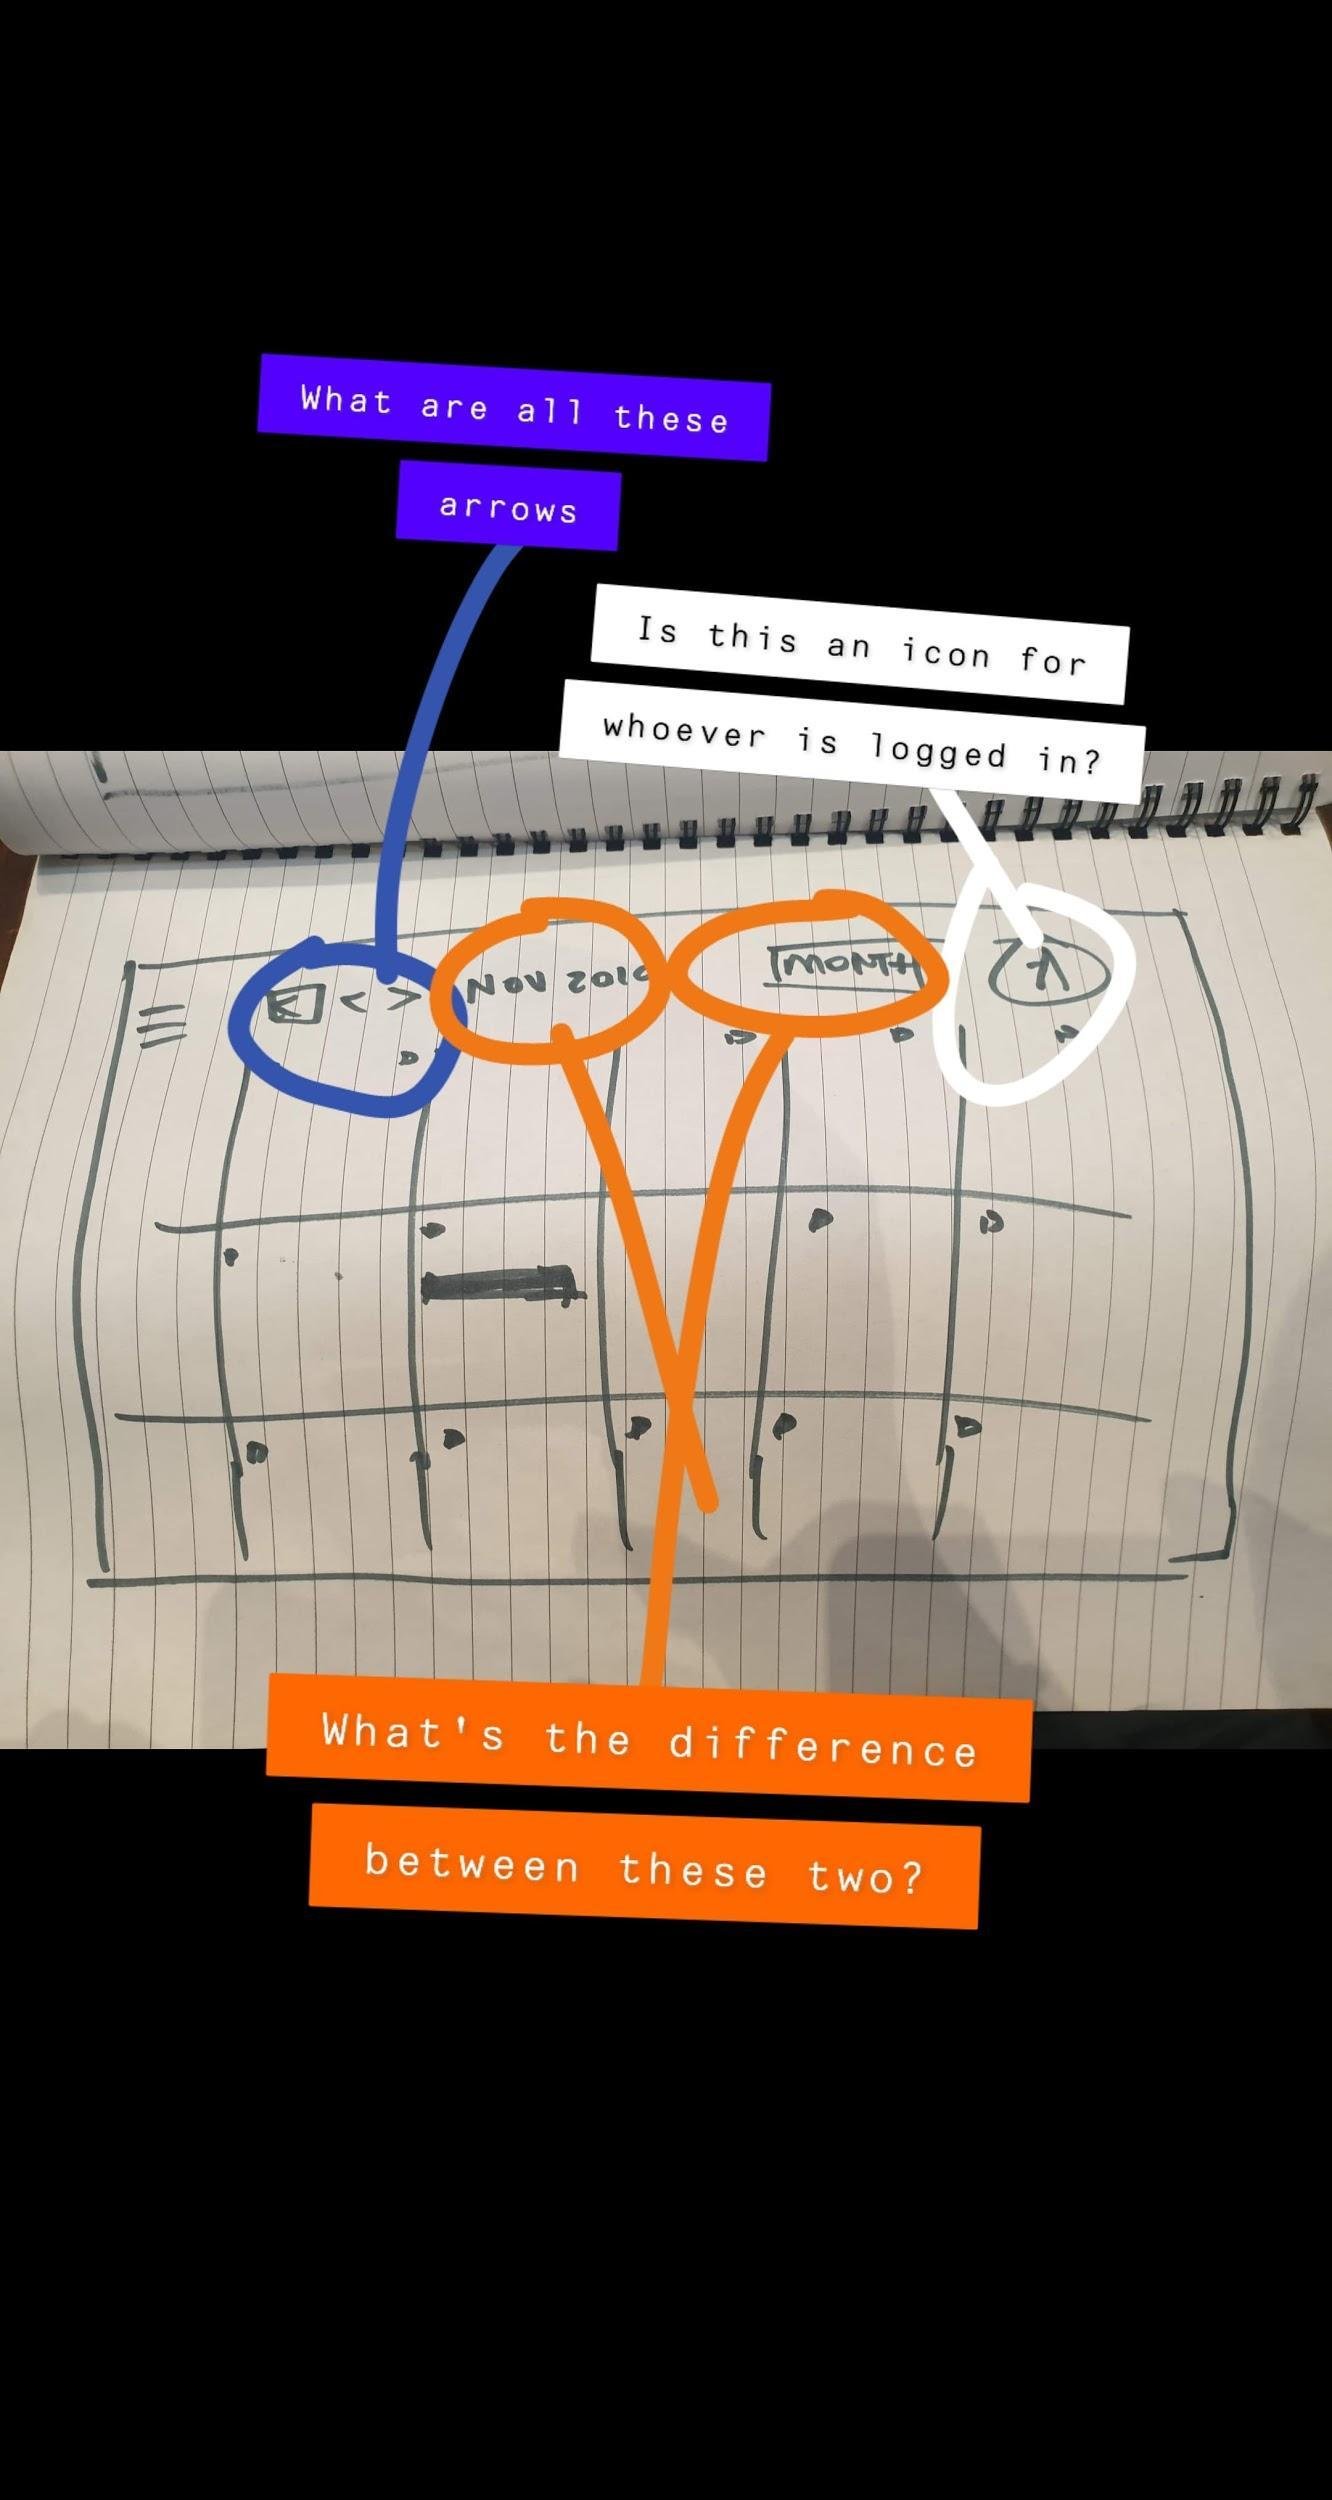 What are all these
arrows
Is this an icon for
whoever is logged in?
< < > NOV 201
MONTH
What's the difference
between these two?